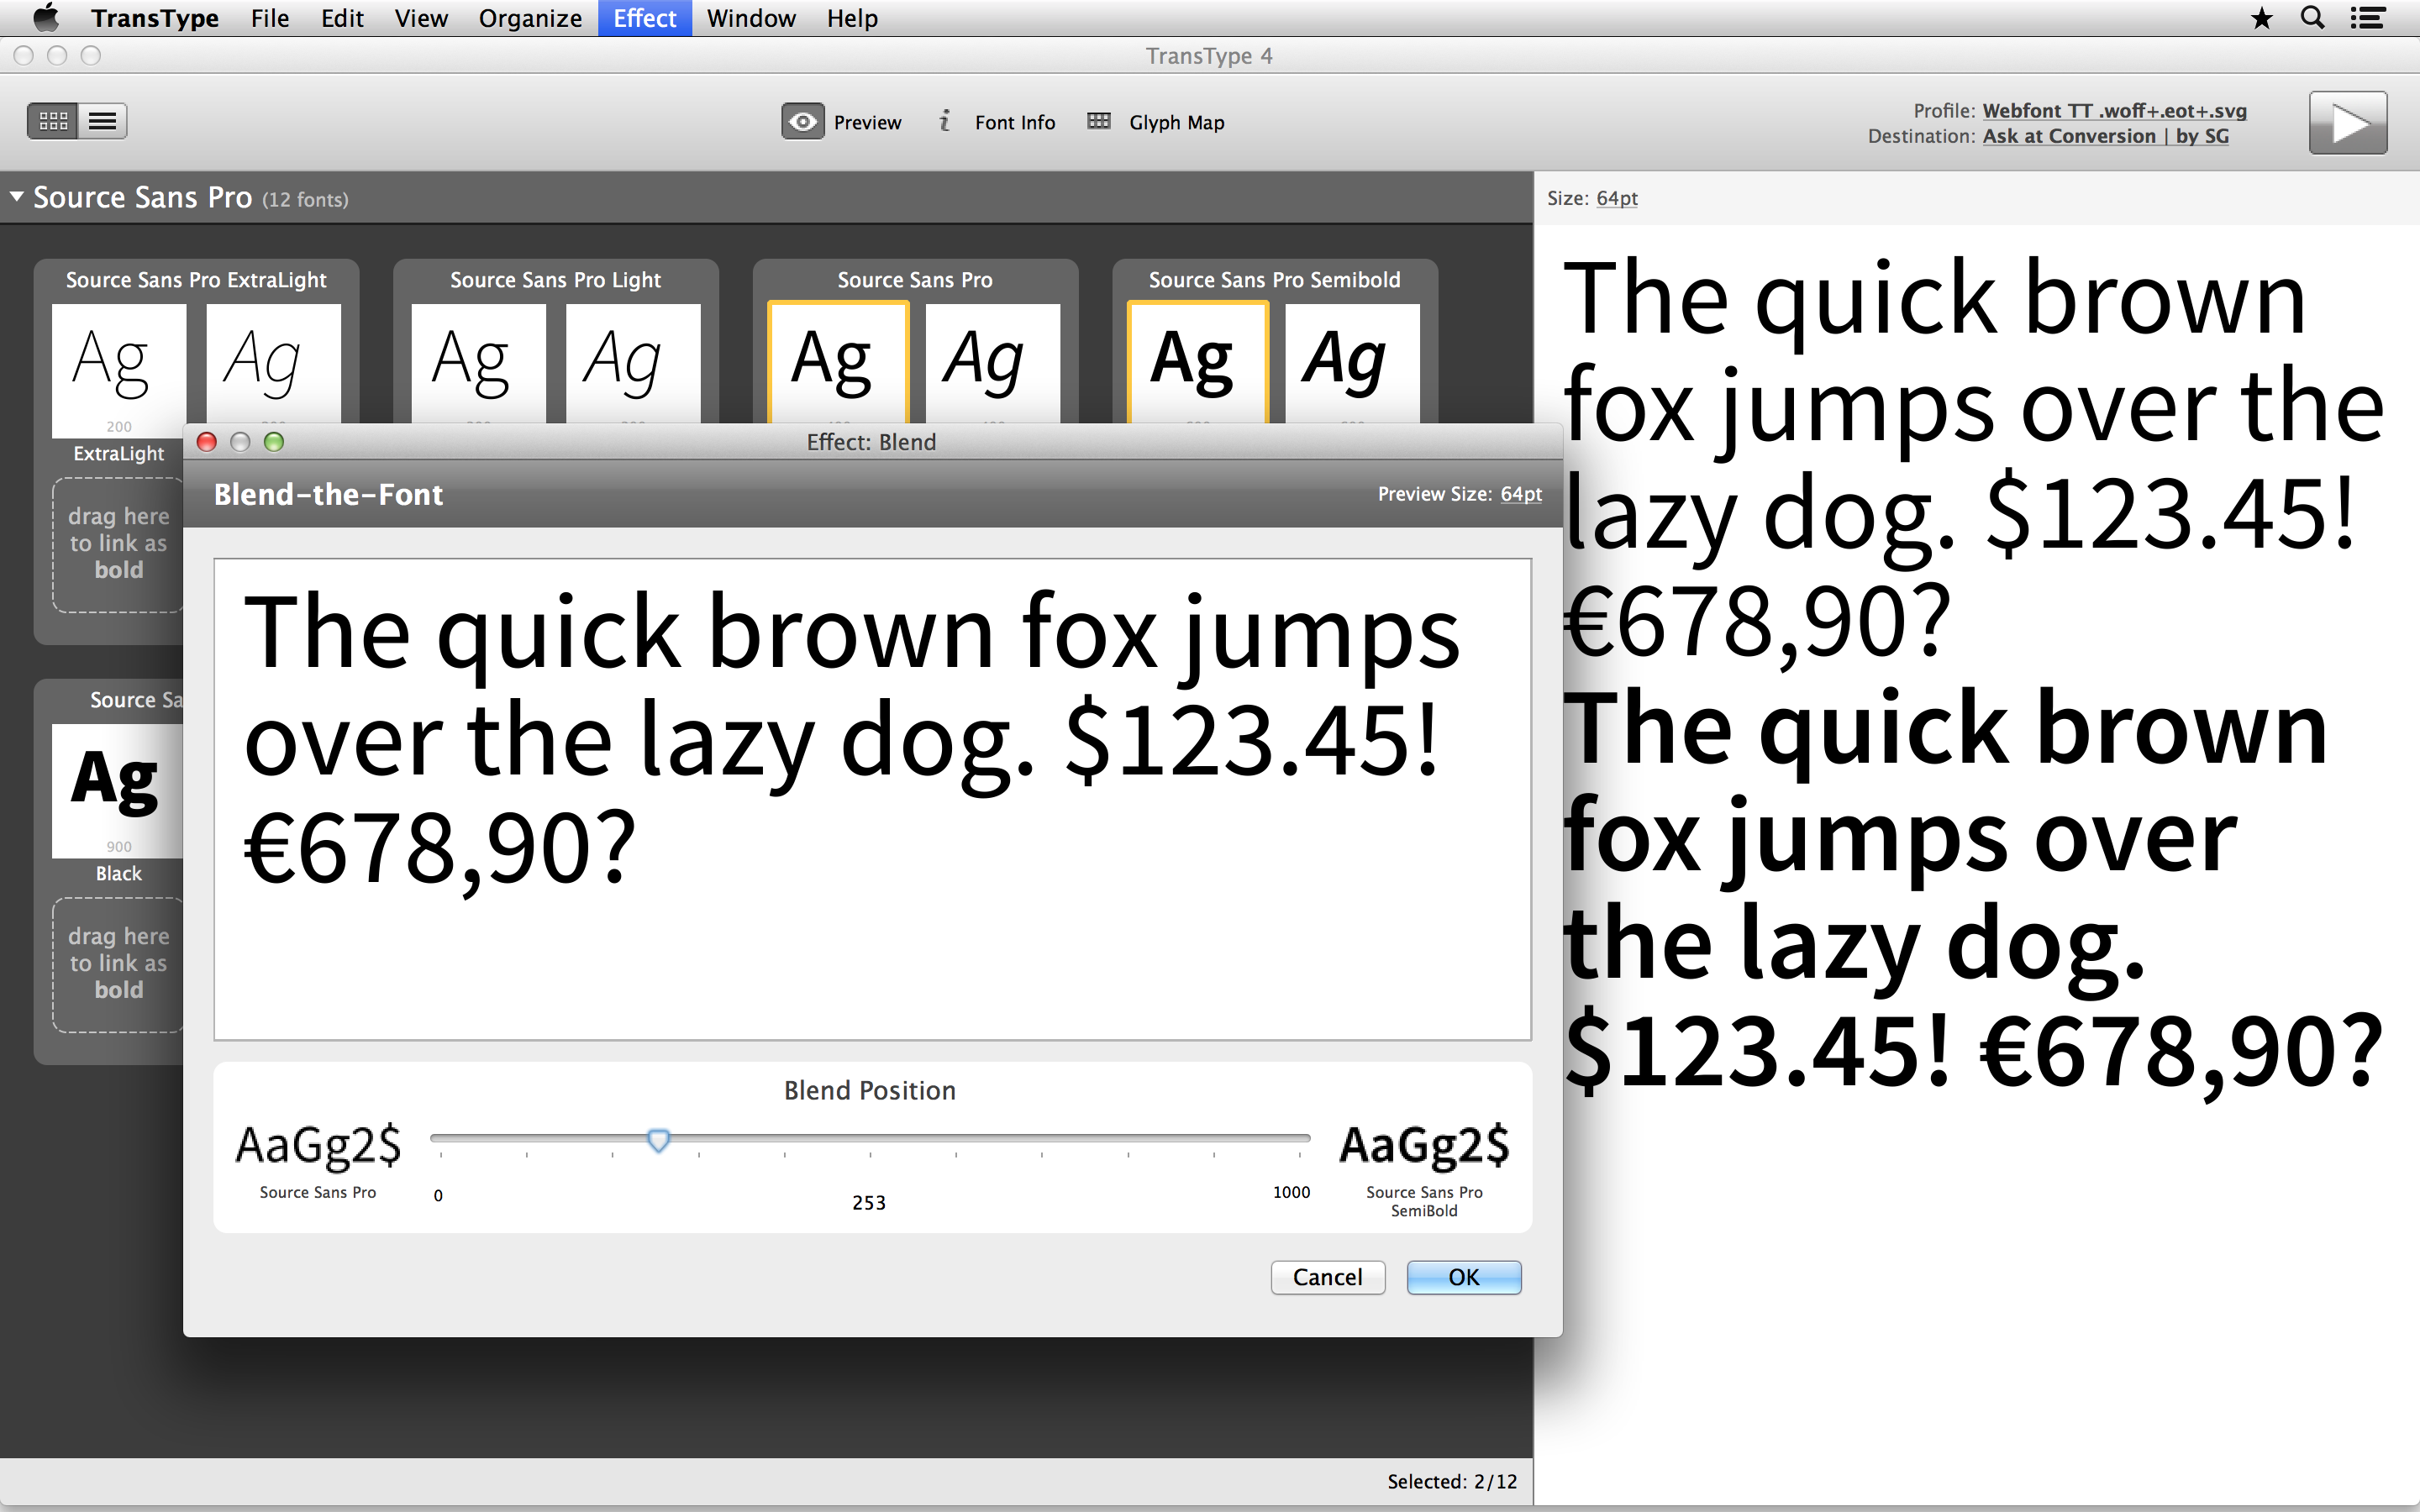 TransType File Edit View Organize Effect Window Help
TransType 4
Preview
Font Info
Glyph Map
Profile: Webfont TT .woff+.eot+.svg
Destination: Ask at Conversion | by SG
Source Sans Pro (12 fonts)
Size: 64pt
Source Sans Pro ExtraLight
Source Sans Pro Light
Source Sans Pro
Source Sans Pro Semibold
Ag
Ag
Ag
Ag
Ag
Ag
Ag
Ag
200
ExtraLight
drag here
to link as
bold
Source Sa
Ag
900
Black
drag here
to link as
bold
Effect: Blend
Blend-the-Font
Preview Size: 64pt
The quick brown fox jumps
over the lazy dog. $123.45!
€678,90?
Blend Position
AaGg2$
Source Sans Pro
0
253
1000
AaGg2$
Source Sans Pro
SemiBold
Cancel
OK
The quick brown
fox jumps over the
lazy dog. $123.45!
€678,90?
The quick brown
fox jumps over
the lazy dog.
$123.45! €678,90?
Selected: 2/12